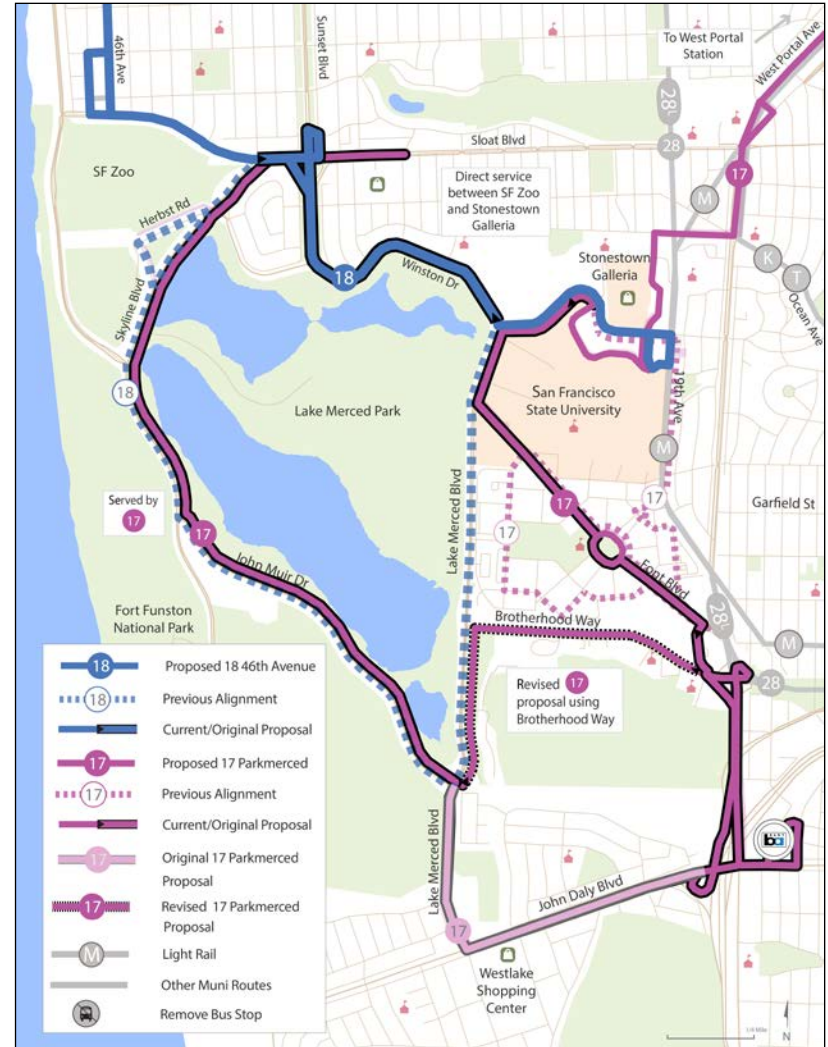 46th Ave
Sunset Blvd
To West Portal
Station
West Portal Ave
28L
28
Sloat Blvd
17
M
SF Zoo
Direct service
between SF Zoo
and Stonestown
Galleria
Herbst Rd
K
T
Ocean Ave
Stonestown
Galleria
18
Winston Dr
Skyline Blvd
18
Lake Merced Park
San Francisco
State University
19th Ave
M
Served by
17
17
17
17
17
Garfield St
John Muir Dr
Lake Merced Blvd
Font Blvd
Fort Funston
National Park
Brotherhood Way
28L
M
28
Revised 17
proposal using
Brotherhood Way
18 Proposed 18 46th Avenue
18 Previous Alignment
Current/Original Proposal
17 Proposed 17 Parkmerced
17 Previous Alignment
Current/Original Proposal
17 Original 17 Parkmerced
Proposal
17 Revised 17 Parkmerced
Proposal
M Light Rail
Other Muni Routes
Remove Bus Stop
Lake Merced Blvd
ba
John Daly Blvd
17
Westlake
Shopping
Center
N
1/4 Mile